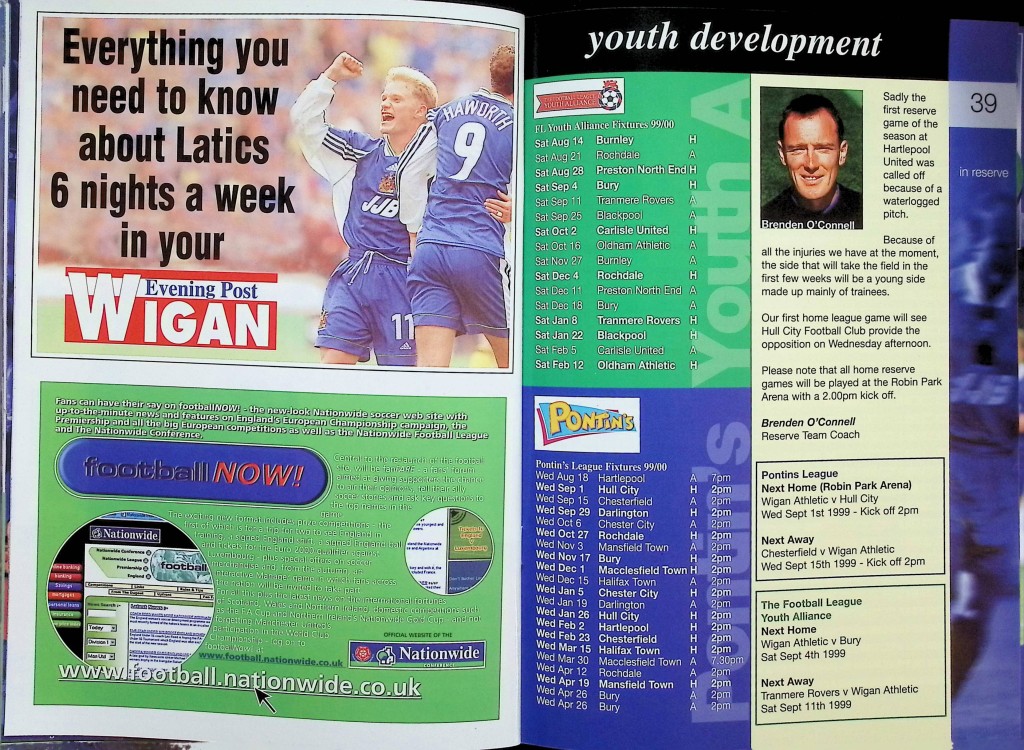 Everything you
need to know
about Latics
6 nights a week
in your
Evening Post
WIGAN
HAWORTH
9
JJB
11
Fans can have their say on footballNOW! - the new-look Nationwide soccer web site with
up-to-the-minute news and features on England's European Championship campaign, the
Premiership and all the big European competitions as well as the Nationwide Football League
and The Nationwide Conference.
football NOW!
Nationwide
Nationwide Conference
Nationwide League
Premiership
England
football
OFFICIAL WEBSITE OF THE
Nationwide
CONFERENCE
www.football.nationwide.co.uk
www.football.nationwide.co.uk
youth development
39
in reserve
FL Youth Alliance Fixtures 99/00
Sat Aug 14 Burnley H
Sat Aug 21 Rochdale A
Sat Aug 28 Preston North End H
Sat Sep 4 Bury H
Sat Sep 11 Tranmere Rovers A
Sat Sep 25 Blackpool A
Sat Oct 2 Carlisle United H
Sat Oct 16 Oldham Athletic A
Sat Nov 27 Burnley A
Sat Dec 4 Rochdale H
Sat Dec 11 Preston North End A
Sat Dec 18 Bury A
Sat Jan 8 Tranmere Rovers H
Sat Jan 22 Blackpool H
Sat Feb 5 Carlisle United A
Sat Feb 12 Oldham Athletic H
Youth A
PONTIN'S
Pontin's League Fixtures 99/00
Wed Aug 18 Hartlepool A 7pm
Wed Sep 1 Hull City H 2pm
Wed Sep 15 Chesterfield A 2pm
Wed Sep 29 Darlington H 2pm
Wed Oct 6 Chester City A 2pm
Wed Oct 27 Rochdale H 2pm
Wed Nov 3 Mansfield Town A 2pm
Wed Nov 17 Bury H 2pm
Wed Dec 1 Macclesfield Town H 2pm
Wed Dec 15 Halifax Town A 2pm
Wed Jan 5 Chester City H 2pm
Wed Jan 19 Darlington A 2pm
Wed Jan 26 Hull City H 2pm
Wed Feb 2 Hartlepool H 2pm
Wed Feb 23 Chesterfield H 2pm
Wed Mar 15 Halifax Town H 2pm
Wed Mar 30 Macclesfield Town A 7.30pm
Wed Apr 12 Rochdale A 2pm
Wed Apr 19 Mansfield Town H 2pm
Wed Apr 26 Bury A 2pm
Wed Apr 26 Bury A 2pm
Pontin's
Brenden O'Connell
Sadly the
first reserve
game of the
season at
Hartlepool
United was
called off
because of a
waterlogged
pitch.
Because of
all the injuries we have at the moment,
the side that will take the field in the
first few weeks will be a young side
made up mainly of trainees.
Our first home league game will see
Hull City Football Club provide the
opposition on Wednesday afternoon.
Please note that all home reserve
games will be played at the Robin Park
Arena with a 2.00pm kick off.
Brenden O'Connell
Reserve Team Coach
Pontins League
Next Home (Robin Park Arena)
Wigan Athletic v Hull City
Wed Sept 1st 1999 - Kick off 2pm
Next Away
Chesterfield v Wigan Athletic
Wed Sept 15th 1999 - Kick off 2pm
The Football League
Youth Alliance
Next Home
Wigan Athletic v Bury
Sat Sept 4th 1999
Next Away
Tranmere Rovers v Wigan Athletic
Sat Sept 11th 1999